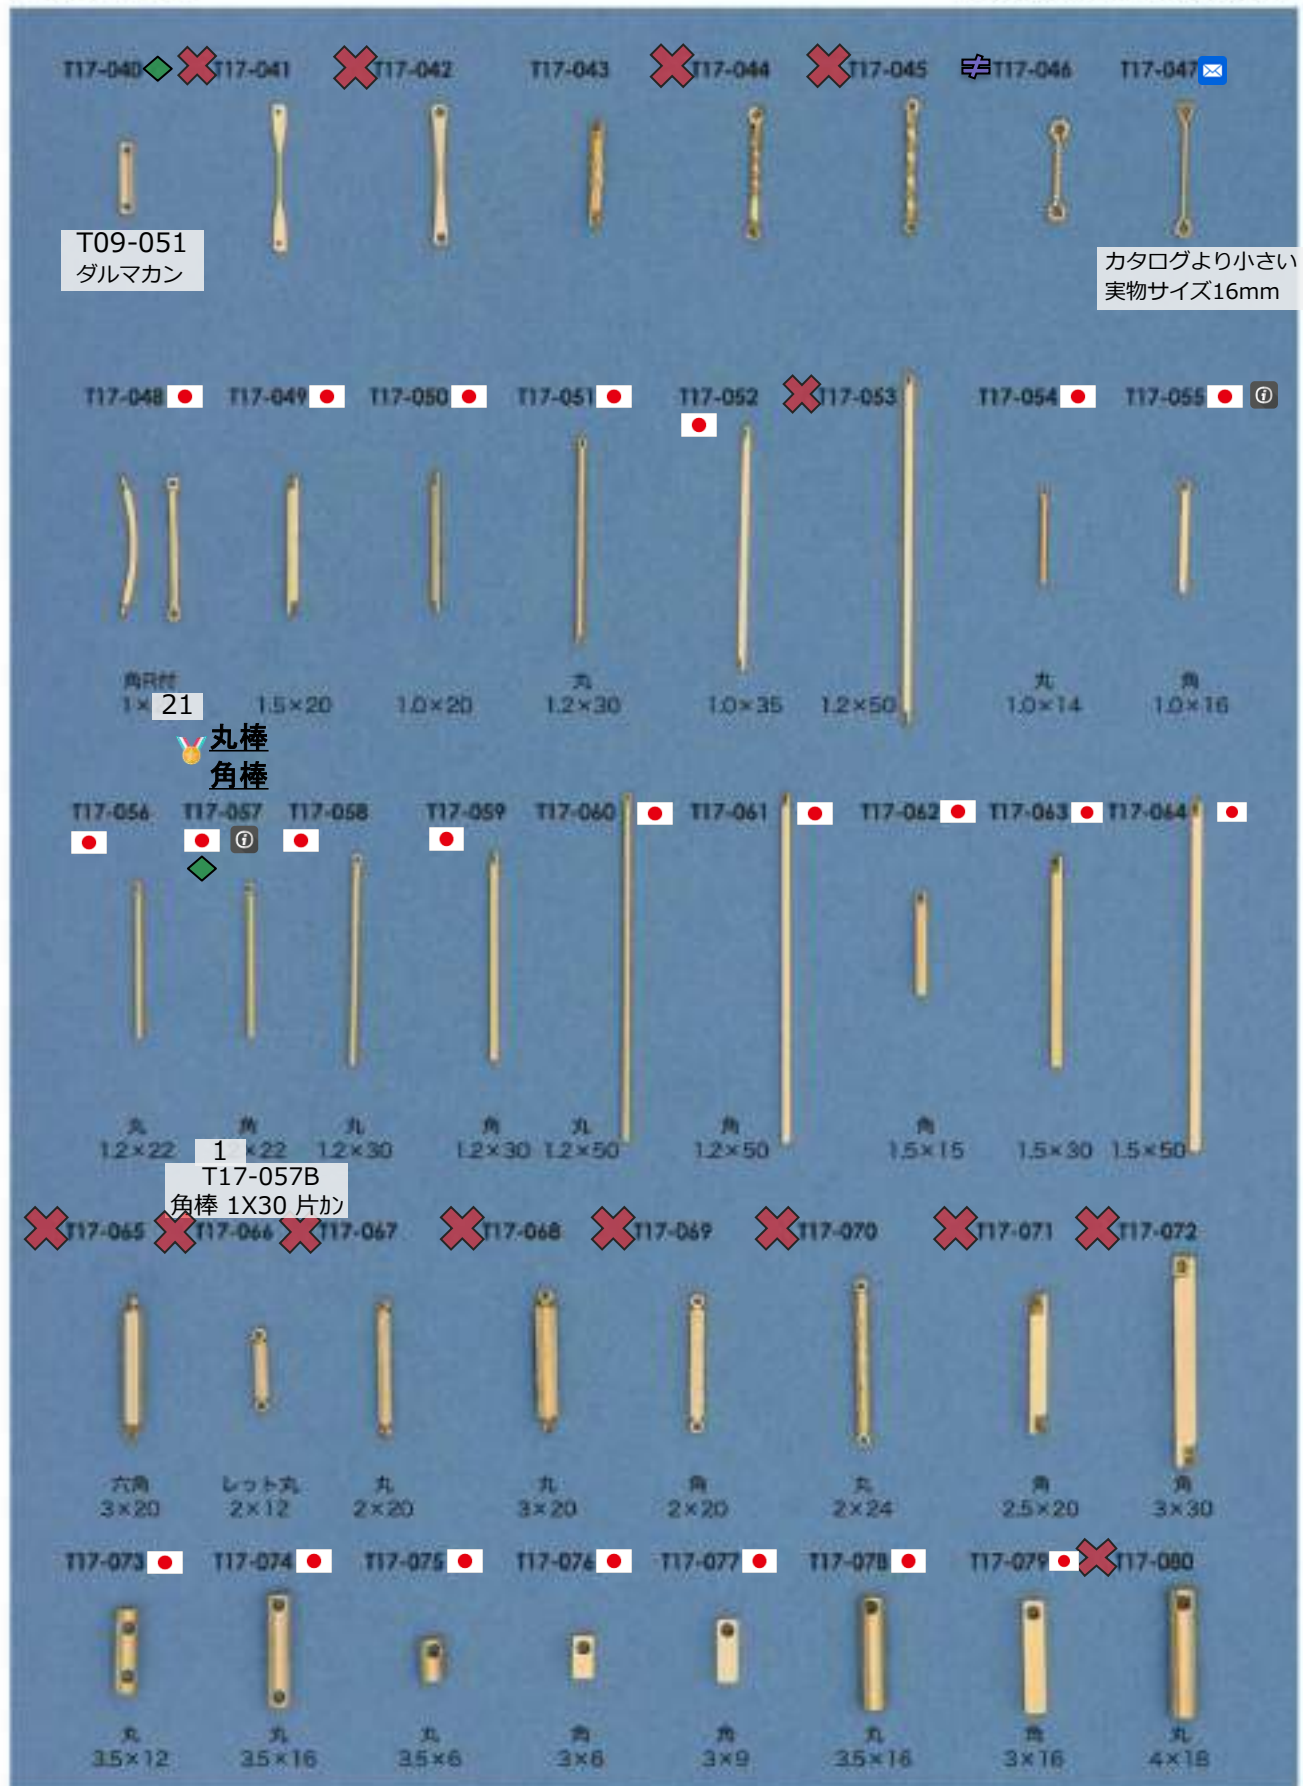 T17-040 T17-041 T17-042 T17-043 T17-044 T17-045 T17-046 T17-047
T09-051
ダルマカン
カタログより小さい
実物サイズ16mm
T17-048 T17-049 T17-050 T17-051 T17-052 T17-053 T17-054 T17-055
角R付 丸 丸 角
1× 21 1.5×20 1.0×20 1.2×30 1.0×35 1.2×50 1.0×14 1.0×16
丸棒
角棒
T17-056 T17-057 T17-058 T17-059 T17-060 T17-061 T17-062 T17-063 T17-064
丸 角 丸 角 丸 角 角
1.2×22 1 ×22 1.2×30 1.2×30 1.2×50 1.2×50 1.5×15 1.5×30 1.5×50
T17-057B
角棒 1X30 片カン
T17-065 T17-066 T17-067 T17-068 T17-069 T17-070 T17-071 T17-072
六角 レット丸 丸 丸 角 丸 角 角
3×20 2×12 2×20 3×20 2×20 2×24 2.5×20 3×30
T17-073 T17-074 T17-075 T17-076 T17-077 T17-078 T17-079 T17-080
丸 丸 丸 角 角 丸 角 丸
3.5×12 3.5×16 3.5×6 3×6 3×9 3.5×16 3×16 4×18